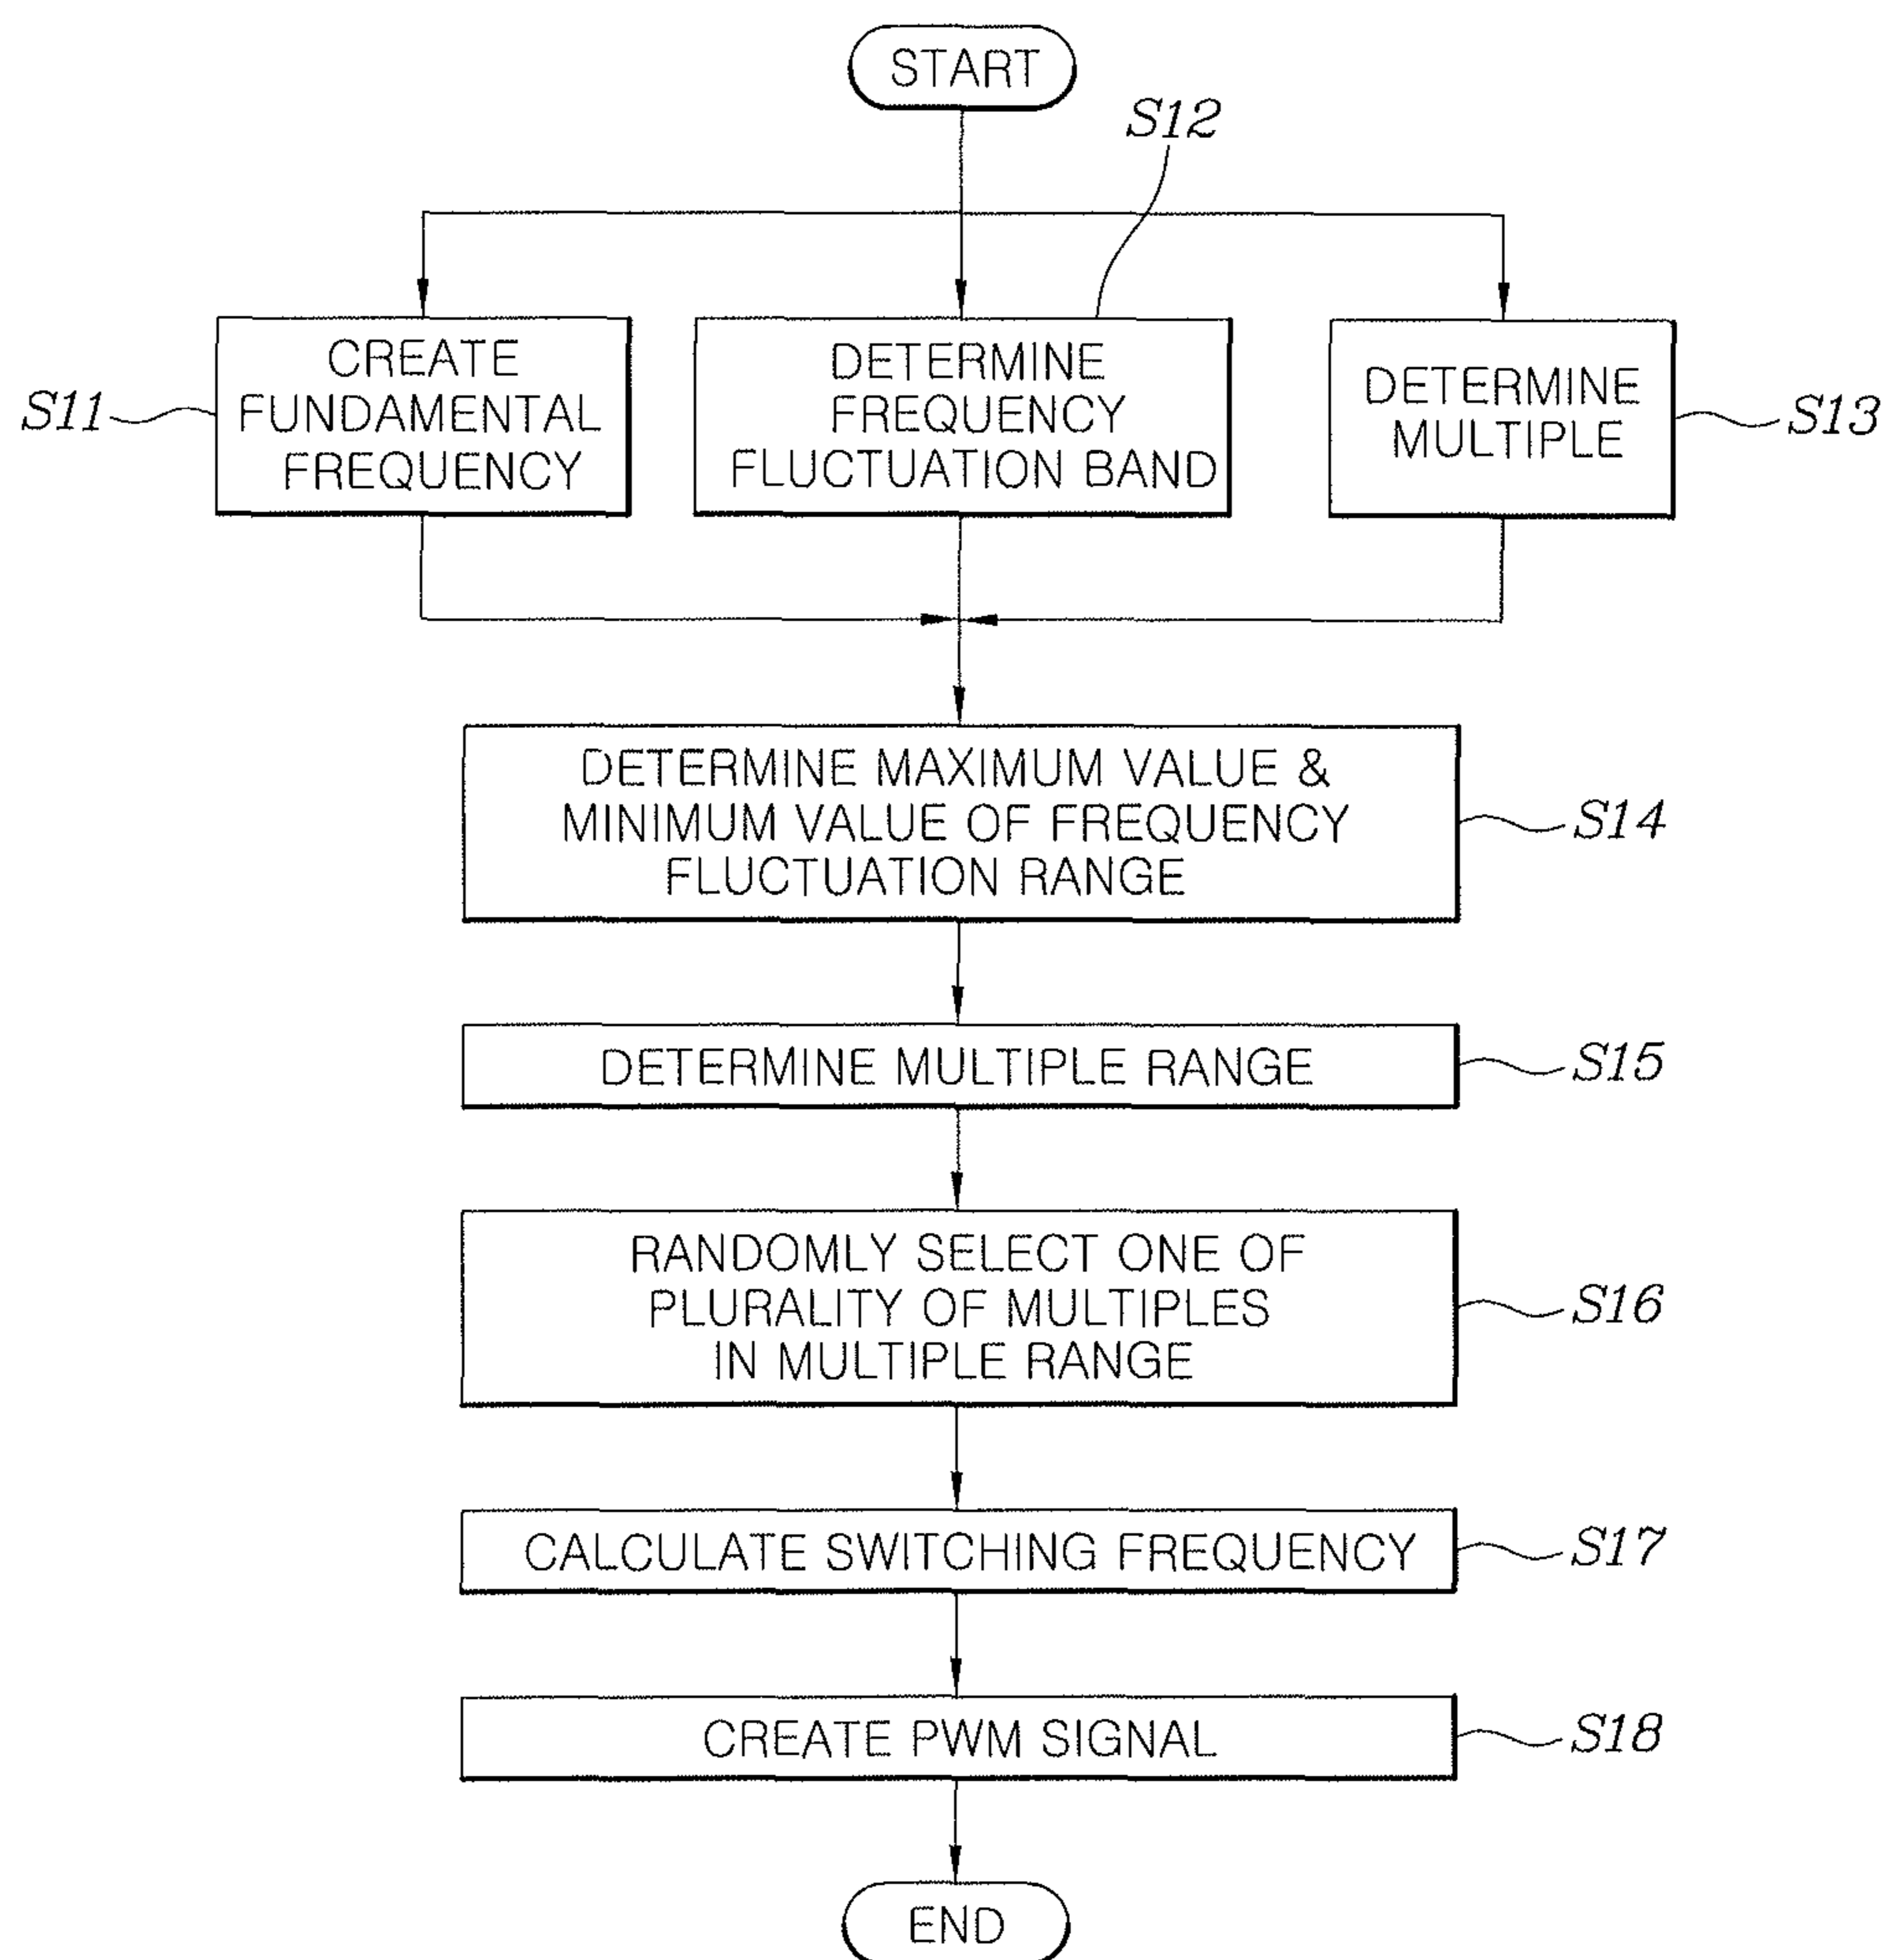 START
S12
CREATE
FUNDAMENTAL
FREQUENCY
S11
DETERMINE
FREQUENCY
FLUCTUATION BAND
DETERMINE
MULTIPLE
S13
DETERMINE MAXIMUM VALUE &
MINIMUM VALUE OF FREQUENCY
FLUCTUATION RANGE
S14
DETERMINE MULTIPLE RANGE
S15
RANDOMLY SELECT ONE OF
PLURALITY OF MULTIPLES
IN MULTIPLE RANGE
S16
CALCULATE SWITCHING FREQUENCY
S17
CREATE PWM SIGNAL
S18
END